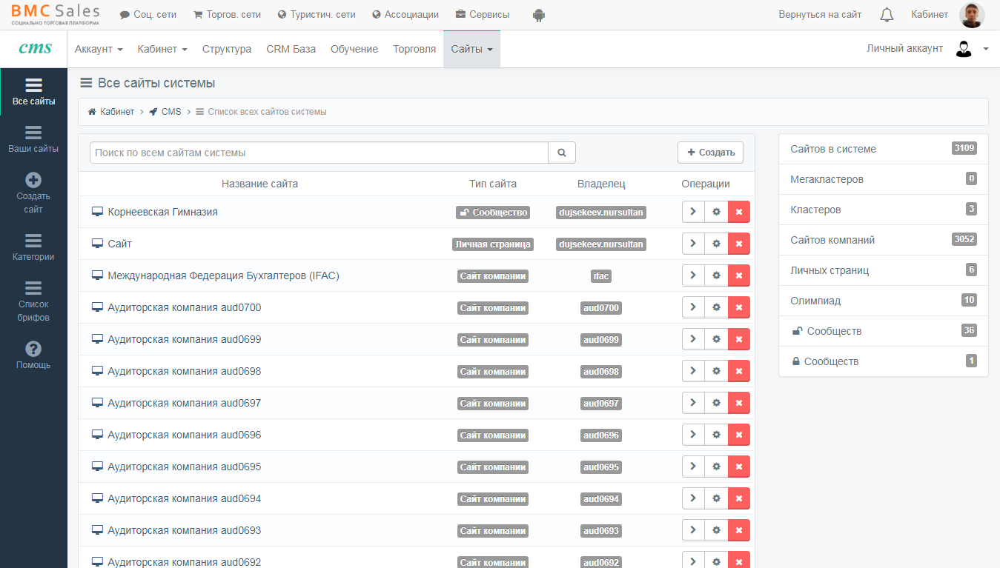 BMC Sales
СОЦИАЛЬНО ТОРГОВАЯ ПЛАТФОРМА
Соц. сети Торгов. сети Туристич. сети Ассоциации Сервисы Вернуться на сайт Кабинет
cms Аккаунт Кабинет Структура CRM База Обучение Торговля Сайты Личный аккаунт
Все сайты
Ваши сайты
Создать
сайт
Категории
Список
брифов
Помощь
Все сайты системы
Кабинет > CMS > Список всех сайтов системы
Поиск по всем сайтам системы Создать
Название сайта Тип сайта Владелец Операции
Корнеевская Гимназия Сообщество dujsekeev.nursultan
Сайт Личная страница dujsekeev.nursultan
Международная Федерация Бухгалтеров (IFAC) Сайт компании ifac
Аудиторская компания aud0700 Сайт компании aud0700
Аудиторская компания aud0699 Сайт компании aud0699
Аудиторская компания aud0698 Сайт компании aud0698
Аудиторская компания aud0697 Сайт компании aud0697
Аудиторская компания aud0696 Сайт компании aud0696
Аудиторская компания aud0695 Сайт компании aud0695
Аудиторская компания aud0694 Сайт компании aud0694
Аудиторская компания aud0693 Сайт компании aud0693
Аудиторская компания aud0692 Сайт компании aud0692
Сайтов в системе 3109
Мегакластеров 0
Кластеров 3
Сайтов компаний 3052
Личных страниц 6
Олимпиад 10
Сообществ 36
Сообществ 1